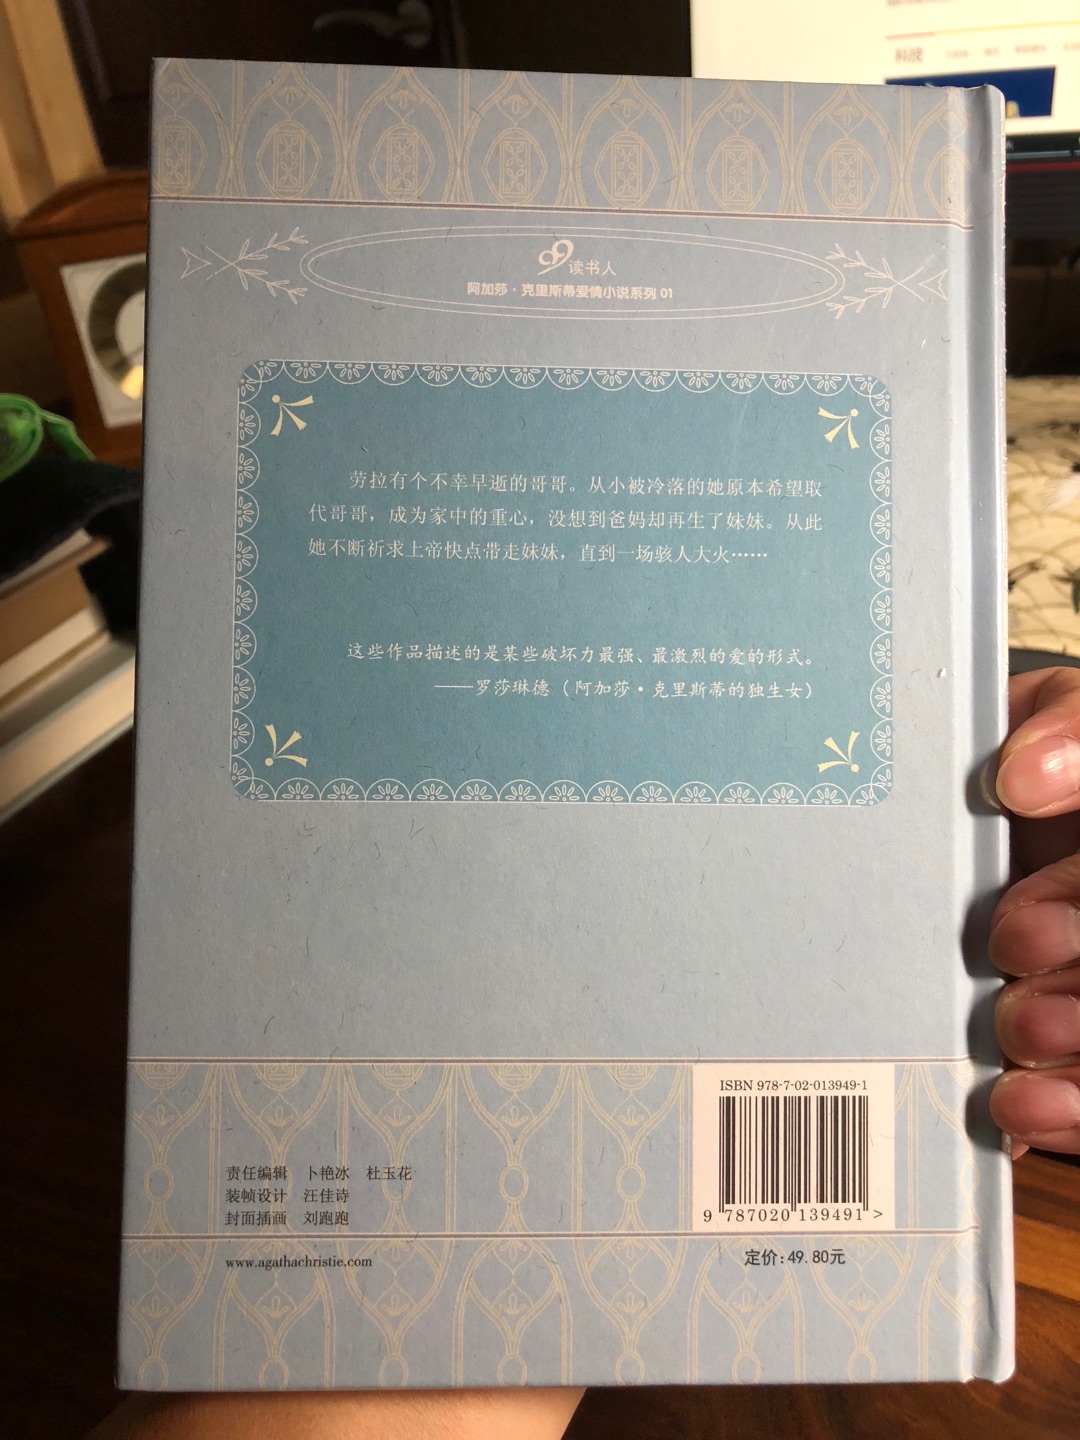 科技
99读书人
阿加莎·克里斯蒂爱情小说系列 01
劳拉有个不幸早逝的哥哥。从小被冷落的她原本希望取
代哥哥，成为家中的重心，没想到爸妈却再生了妹妹。从此
她不断祈求上帝快点带走妹妹，直到一场骇人大火……
这些作品描述的是某些破坏力最强、最激烈的爱的形式。
——罗莎琳德（阿加莎·克里斯蒂的独生女）
ISBN 978-7-02-013949-1
9 787020 139491 >
责任编辑 卜艳冰 杜玉花
装帧设计 汪佳诗
封面插画 刘跑跑
www.agathachristie.com
定价:49.80元